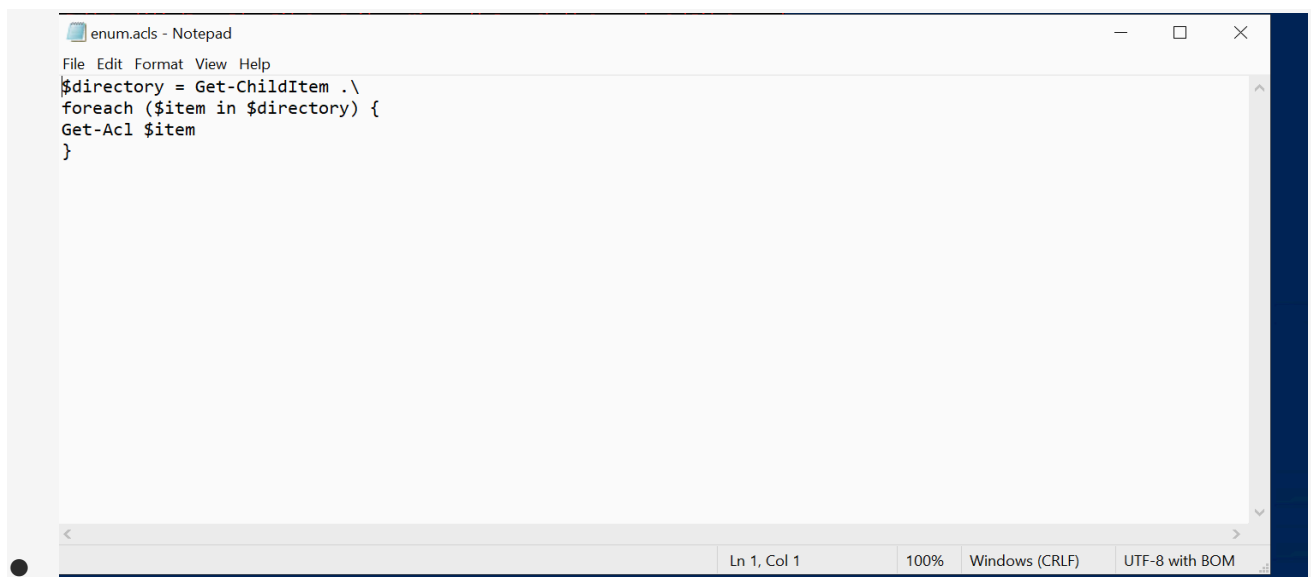 enum.acls - Notepad
File Edit Format View Help
$directory = Get-ChildItem .\
foreach ($item in $directory) {
Get-Acl $item
}
Ln 1, Col 1 100% Windows (CRLF) UTF-8 with BOM